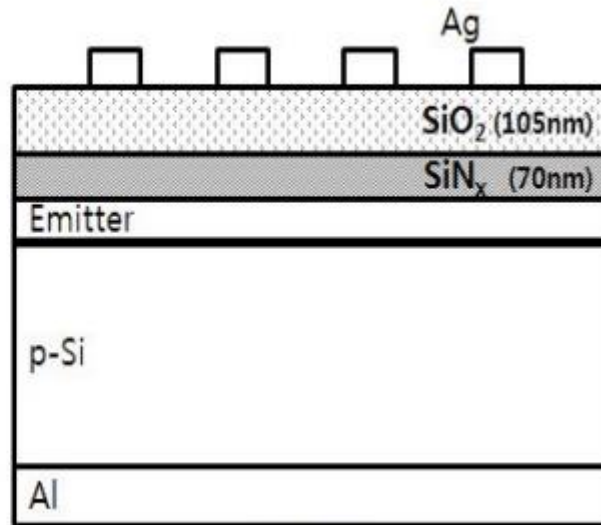 Ag
SiO₂ (105nm)
SiNₓ (70nm)
Emitter
p-Si
Al